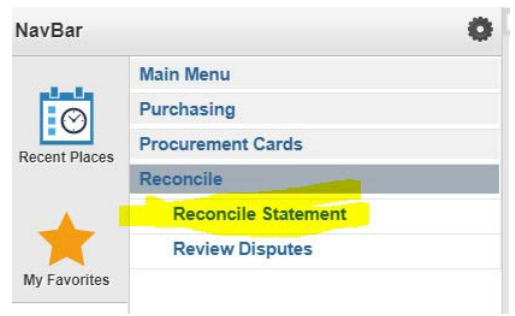 NavBar
Recent Places
My Favorites
Main Menu
Purchasing
Procurement Cards
Reconcile
Reconcile Statement
Review Disputes